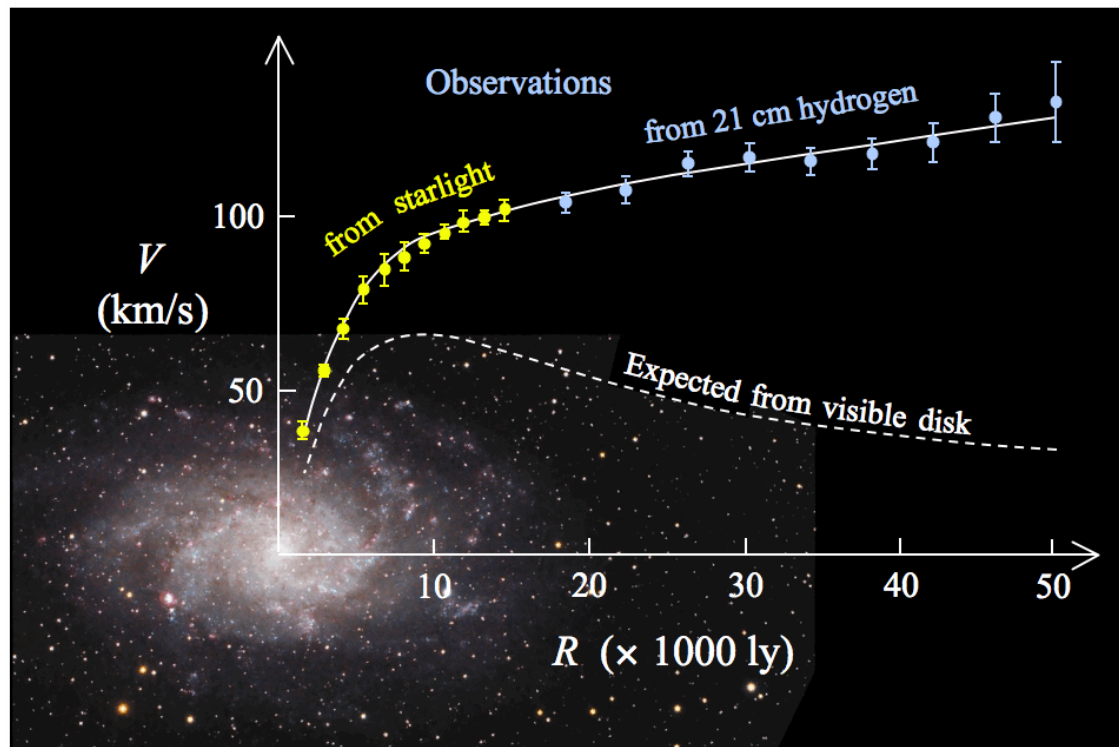 Observations
from 21 cm hydrogen
from starlight
100
V
(km/s)
50
Expected from visible disk
10 20 30 40 50
R (× 1000 ly)